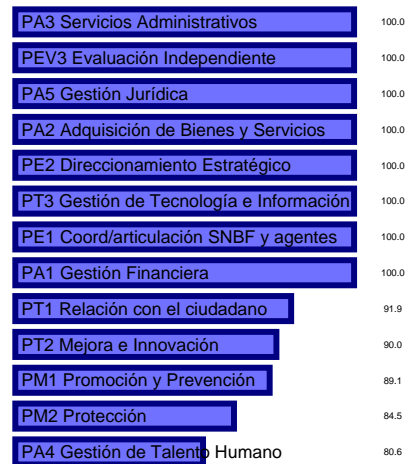 PA3 Servicios Administrativos 100.0
PEV3 Evaluación Independiente 100.0
PA5 Gestión Jurídica 100.0
PA2 Adquisición de Bienes y Servicios 100.0
PE2 Direccionamiento Estratégico 100.0
PT3 Gestión de Tecnología e Información 100.0
PE1 Coord/articulación SNBF y agentes 100.0
PA1 Gestión Financiera 100.0
PT1 Relación con el ciudadano 91.9
PT2 Mejora e Innovación 90.0
PM1 Promoción y Prevención 89.1
PM2 Protección 84.5
PA4 Gestión de Talento Humano 80.6